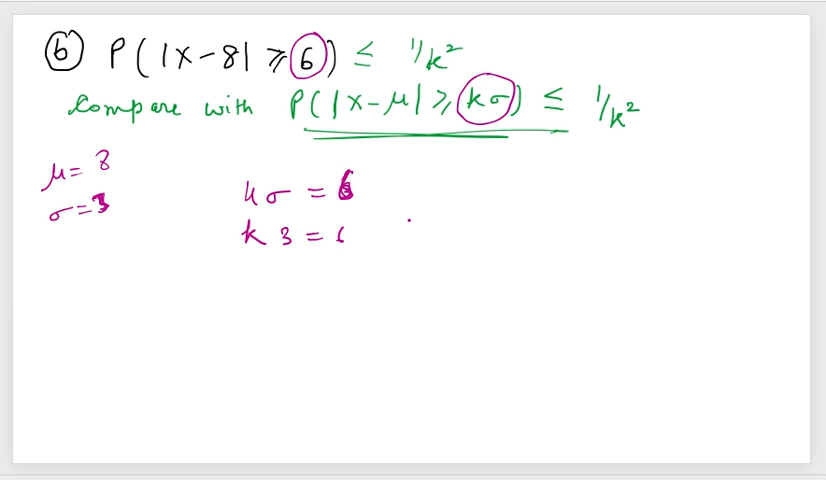 (b) P(|X-8| ≥ 6) ≤ 1/k²
Compare with P(|X-μ| ≥ kσ) ≤ 1/k²
μ= 8
σ=3
kσ = 6
k 3 = 6